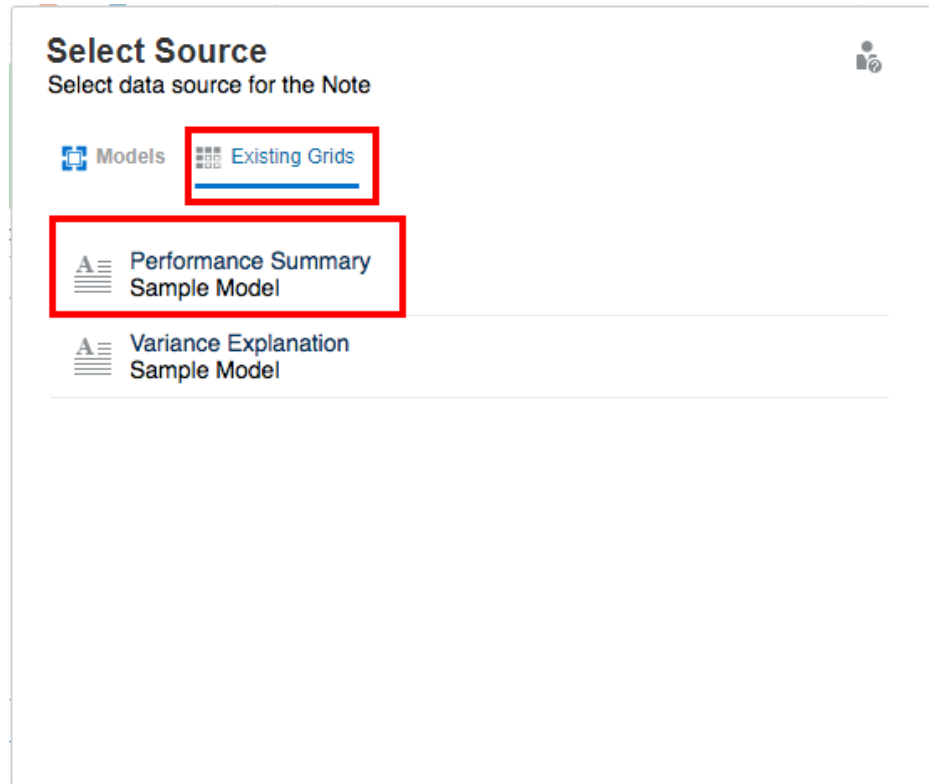 Select Source
Select data source for the Note
Models Existing Grids
Performance Summary
Sample Model
Variance Explanation
Sample Model